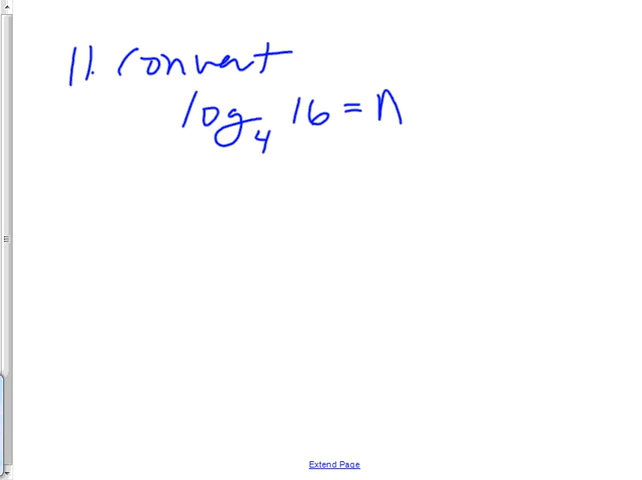 11. Convert
log₄ 16 = n
Extend Page